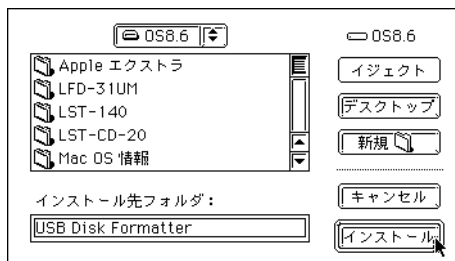 OS8.6
OS8.6
Apple エクストラ
LFD-31UM
LST-140
LST-CD-20
Mac OS 情報
イジェクト
デスクトップ
新規
インストール先フォルダ：
USB Disk Formatter
キャンセル
インストール